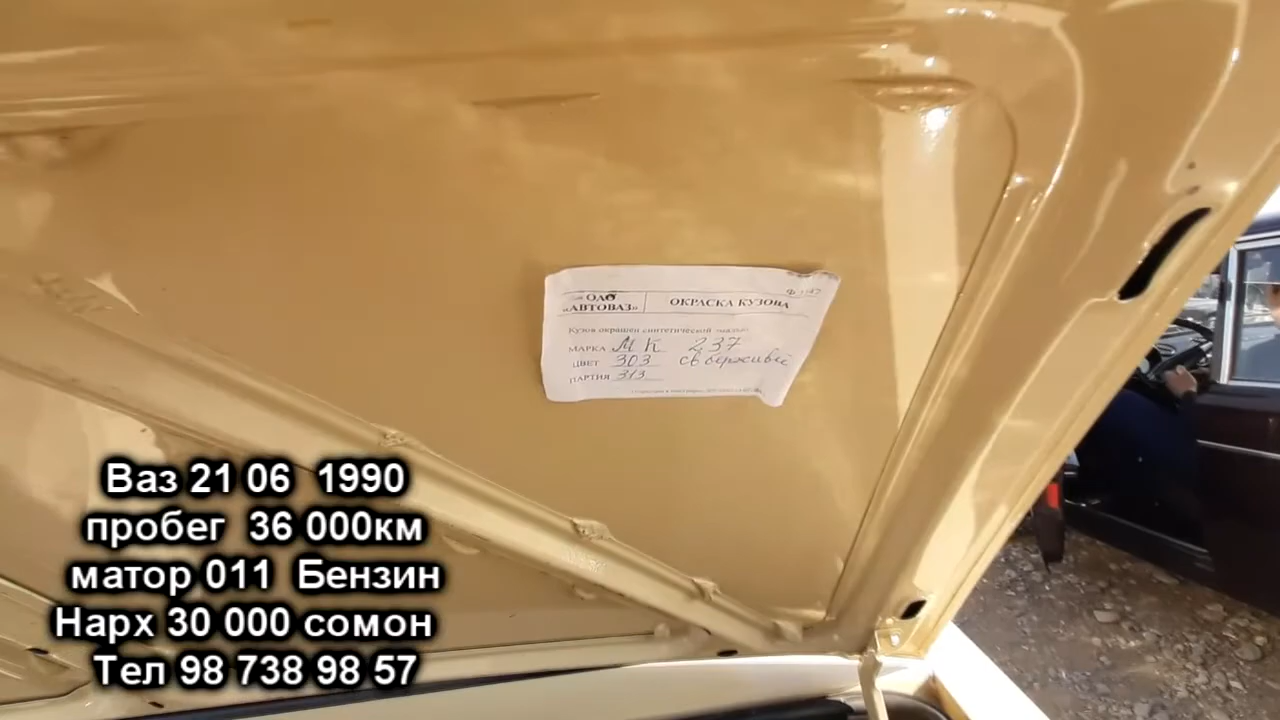 ОАО
«АВТОВАЗ»
ОКРАСКА КУЗОВА
Кузов окрашен синтетической эмалью
МАРКА МК 237
ЦВЕТ 303 св бежевый
ПАРТИЯ 313
Ваз 21 06 1990
пробег 36 000км
матор 011 Бензин
Нарх 30 000 сомон
Тел 98 738 98 57